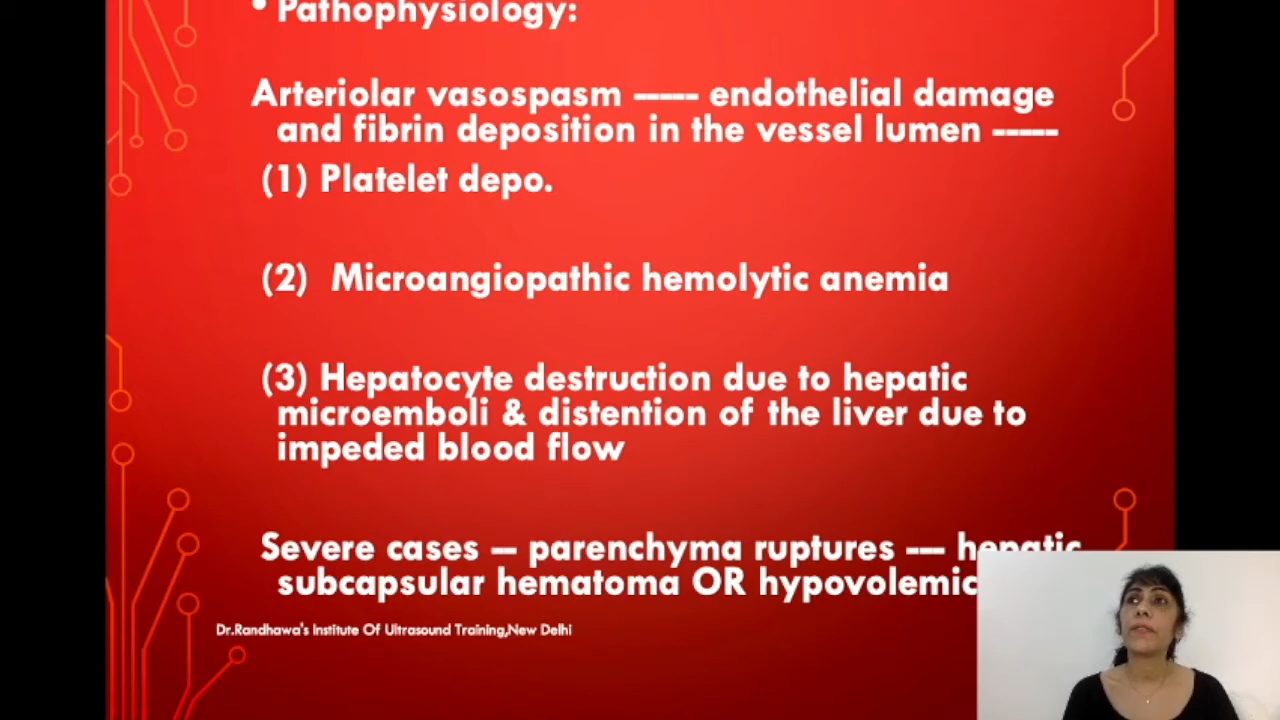 • Pathophysiology:
Arteriolar vasospasm ----- endothelial damage
and fibrin deposition in the vessel lumen -----
(1) Platelet depo.
(2) Microangiopathic hemolytic anemia
(3) Hepatocyte destruction due to hepatic
microemboli & distention of the liver due to
impeded blood flow
Severe cases -- parenchyma ruptures --- hepatic
subcapsular hematoma OR hypovolemic
Dr.Randhawa's Institute Of Ultrasound Training,New Delhi